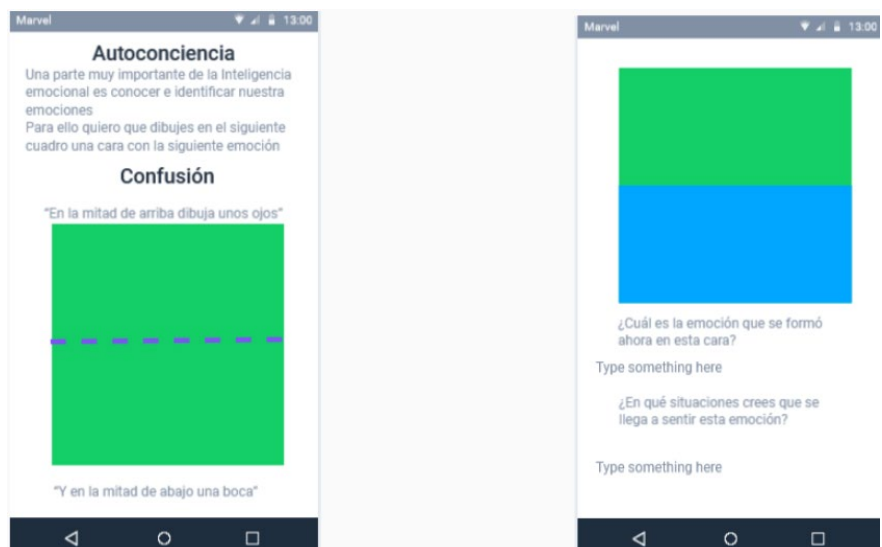 Marvel
13:00
Autoconciencia
Una parte muy importante de la Inteligencia
emocional es conocer e identificar nuestra
emociones
Para ello quiero que dibujes en el siguiente
cuadro una cara con la siguiente emoción
Confusión
“En la mitad de arriba dibuja unos ojos”
“Y en la mitad de abajo una boca”
Marvel
13:00
¿Cuál es la emoción que se formó
ahora en esta cara?
Type something here
¿En qué situaciones crees que se
llega a sentir esta emoción?
Type something here